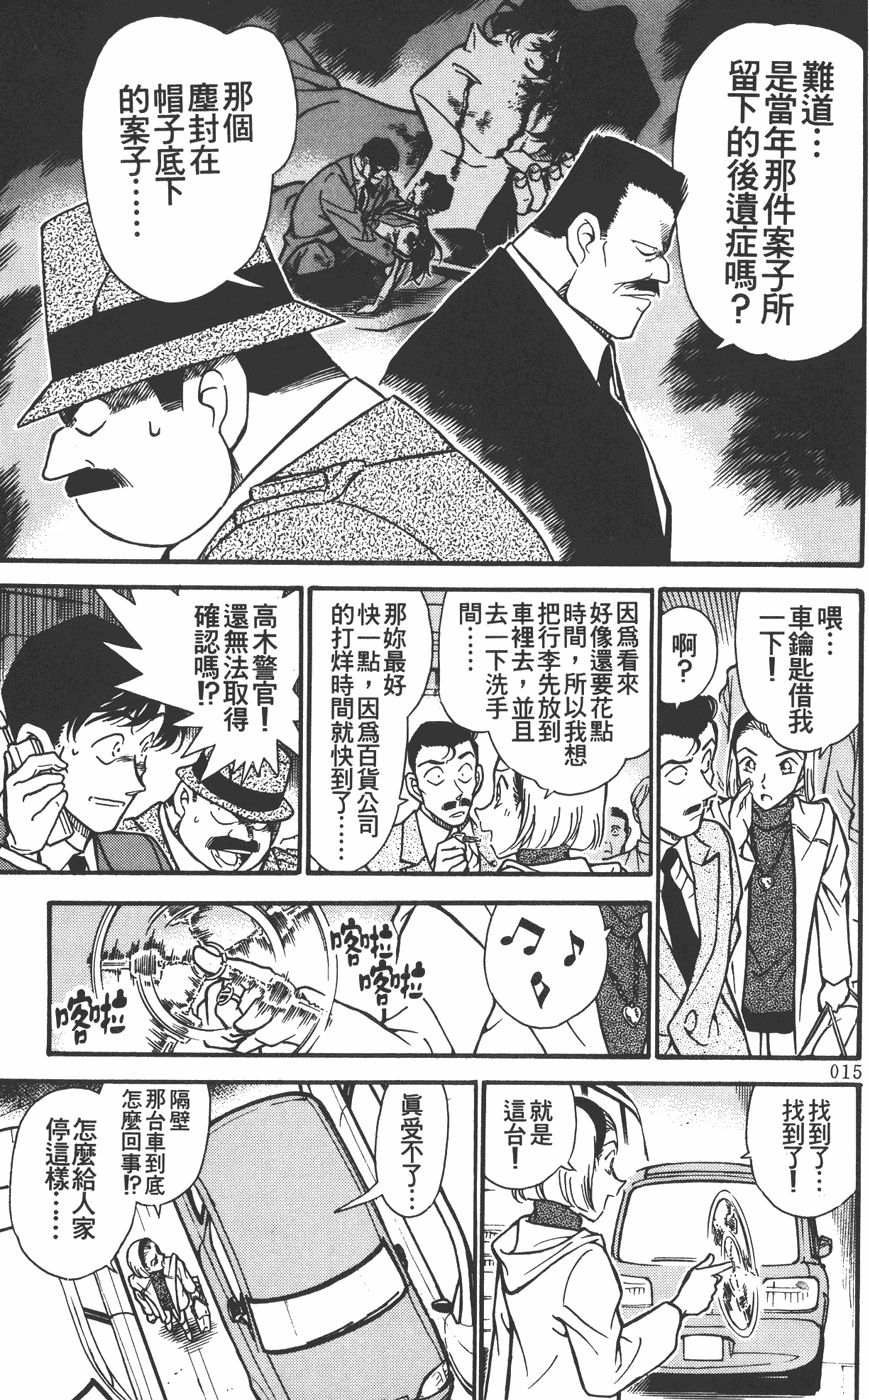 難道…
是當年那件案子所
留下的後遺症嗎？
那個
塵封在
帽子底下
的案子……
喂…
車鑰匙借我
一下！
啊？
因為看來
好像還要花點
時間，所以我想
把行李先放到
車裡去，並且
去一下洗手
間……
那妳最好
快一點，因為百貨公司
的打烊時間就快到了……
高木警官！
還無法取得
確認嗎！？
喀啦
喀啦
喀啦
015
找到了…
找到了！
就是
這台！
真受不了…
隔壁
那台車到底
怎麼回事！？
怎麼給人家
停這樣……